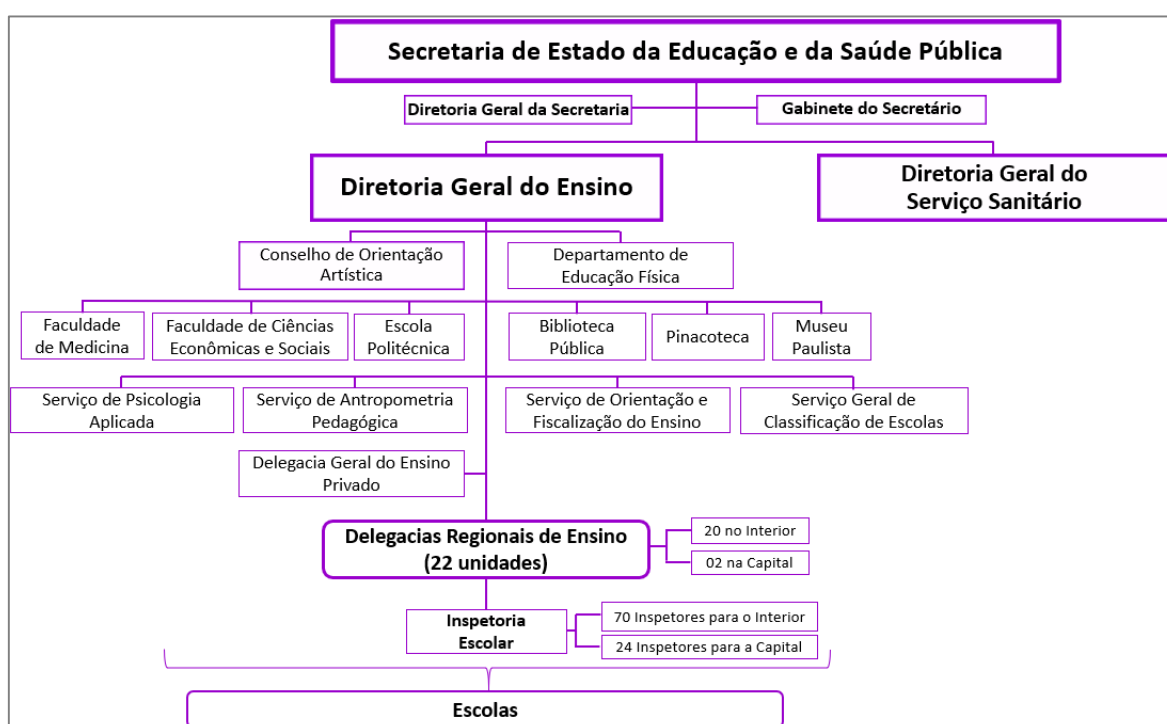 Secretaria de Estado da Educação e da Saúde Pública
Diretoria Geral da Secretaria
Gabinete do Secretário
Diretoria Geral do Ensino
Diretoria Geral do
Serviço Sanitário
Conselho de Orientação
Artística
Departamento de
Educação Física
Faculdade
de Medicina
Faculdade de Ciências
Econômicas e Sociais
Escola
Politécnica
Biblioteca
Pública
Pinacoteca
Museu
Paulista
Serviço de Psicologia
Aplicada
Serviço de Antropometria
Pedagógica
Serviço de Orientação e
Fiscalização do Ensino
Serviço Geral de
Classificação de Escolas
Delegacia Geral do Ensino
Privado
Delegacias Regionais de Ensino
(22 unidades)
20 no Interior
02 na Capital
Inspetoria
Escolar
70 Inspetores para o Interior
24 Inspetores para a Capital
Escolas